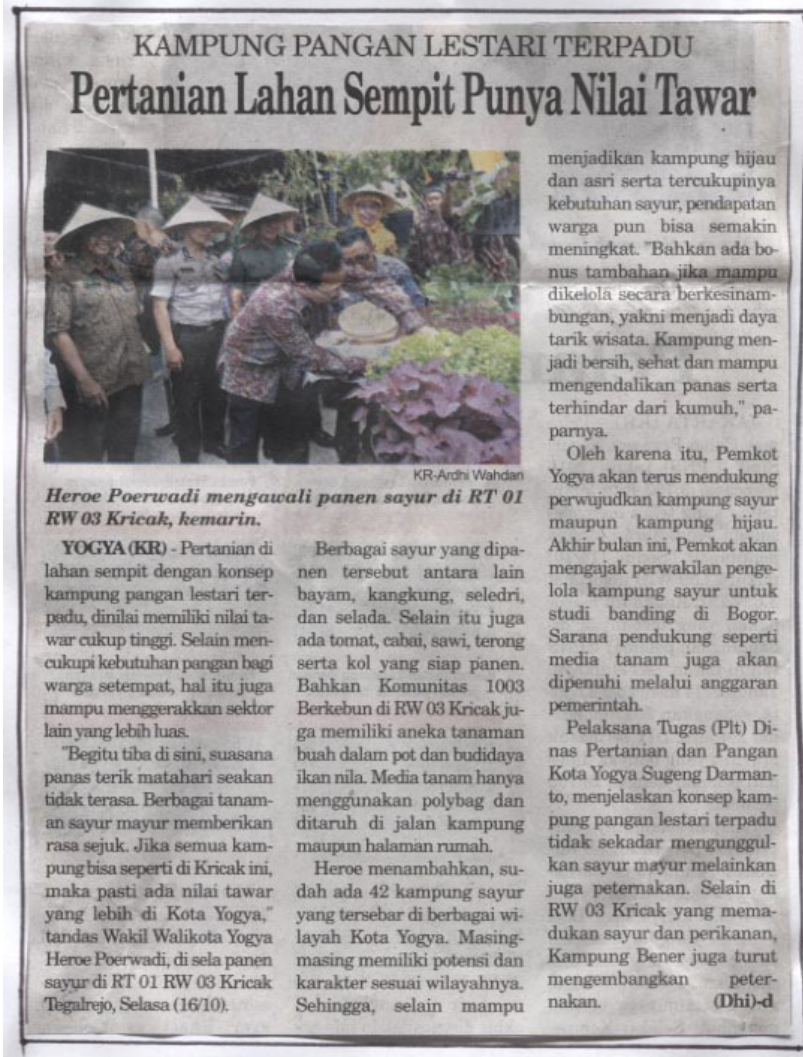 KAMPUNG PANGAN LESTARI TERPADU
Pertanian Lahan Sempit Punya Nilai Tawar
KR-Ardhi Wahdan
Heroe Poerwadi mengawali panen sayur di RT 01
RW 03 Kricak, kemarin.
YOGYA (KR) - Pertanian di
lahan sempit dengan konsep
kampung pangan lestari ter-
padu, dinilai memiliki nilai ta-
war cukup tinggi. Selain men-
cukupi kebutuhan pangan bagi
warga setempat, hal itu juga
mampu menggerakkan sektor
lain yang lebih luas.
"Begitu tiba di sini, suasana
panas terik matahari seakan
tidak terasa. Berbagai tanam-
an sayur mayur memberikan
rasa sejuk. Jika semua kam-
pung bisa seperti di Kricak ini,
maka pasti ada nilai tawar
yang lebih di Kota Yogya,"
tandas Wakil Walikota Yogya
Heroe Poerwadi, di sela panen
sayur di RT 01 RW 03 Kricak
Tegalrejo, Selasa (16/10).
Berbagai sayur yang dipa-
nen tersebut antara lain
bayam, kangkung, seledri,
dan selada. Selain itu juga
ada tomat, cabai, sawi, terong
serta kol yang siap panen.
Bahkan Komunitas 1003
Berkebun di RW 03 Kricak ju-
ga memiliki aneka tanaman
buah dalam pot dan budidaya
ikan nila. Media tanam hanya
menggunakan polybag dan
ditaruh di jalan kampung
maupun halaman rumah.
Heroe menambahkan, su-
dah ada 42 kampung sayur
yang tersebar di berbagai wi-
layah Kota Yogya. Masing-
masing memiliki potensi dan
karakter sesuai wilayahnya.
Sehingga, selain mampu
menjadikan kampung hijau
dan asri serta tercukupinya
kebutuhan sayur, pendapatan
warga pun bisa semakin
meningkat. "Bahkan ada bo-
nus tambahan jika mampu
dikelola secara berkesinam-
bungan, yakni menjadi daya
tarik wisata. Kampung men-
jadi bersih, sehat dan mampu
mengendalikan panas serta
terhindar dari kumuh," pa-
parnya.
Oleh karena itu, Pemkot
Yogya akan terus mendukung
perwujudkan kampung sayur
maupun kampung hijau.
Akhir bulan ini, Pemkot akan
mengajak perwakilan penge-
lola kampung sayur untuk
studi banding di Bogor.
Sarana pendukung seperti
media tanam juga akan
dipenuhi melalui anggaran
pemerintah.
Pelaksana Tugas (Plt) Di-
nas Pertanian dan Pangan
Kota Yogya Sugeng Darman-
to, menjelaskan konsep kam-
pung pangan lestari terpadu
tidak sekadar mengunggul-
kan sayur mayur melainkan
juga peternakan. Selain di
RW 03 Kricak yang mema-
dukan sayur dan perikanan,
Kampung Bener juga turut
mengembangkan peter-
nakan. (Dhi)-d